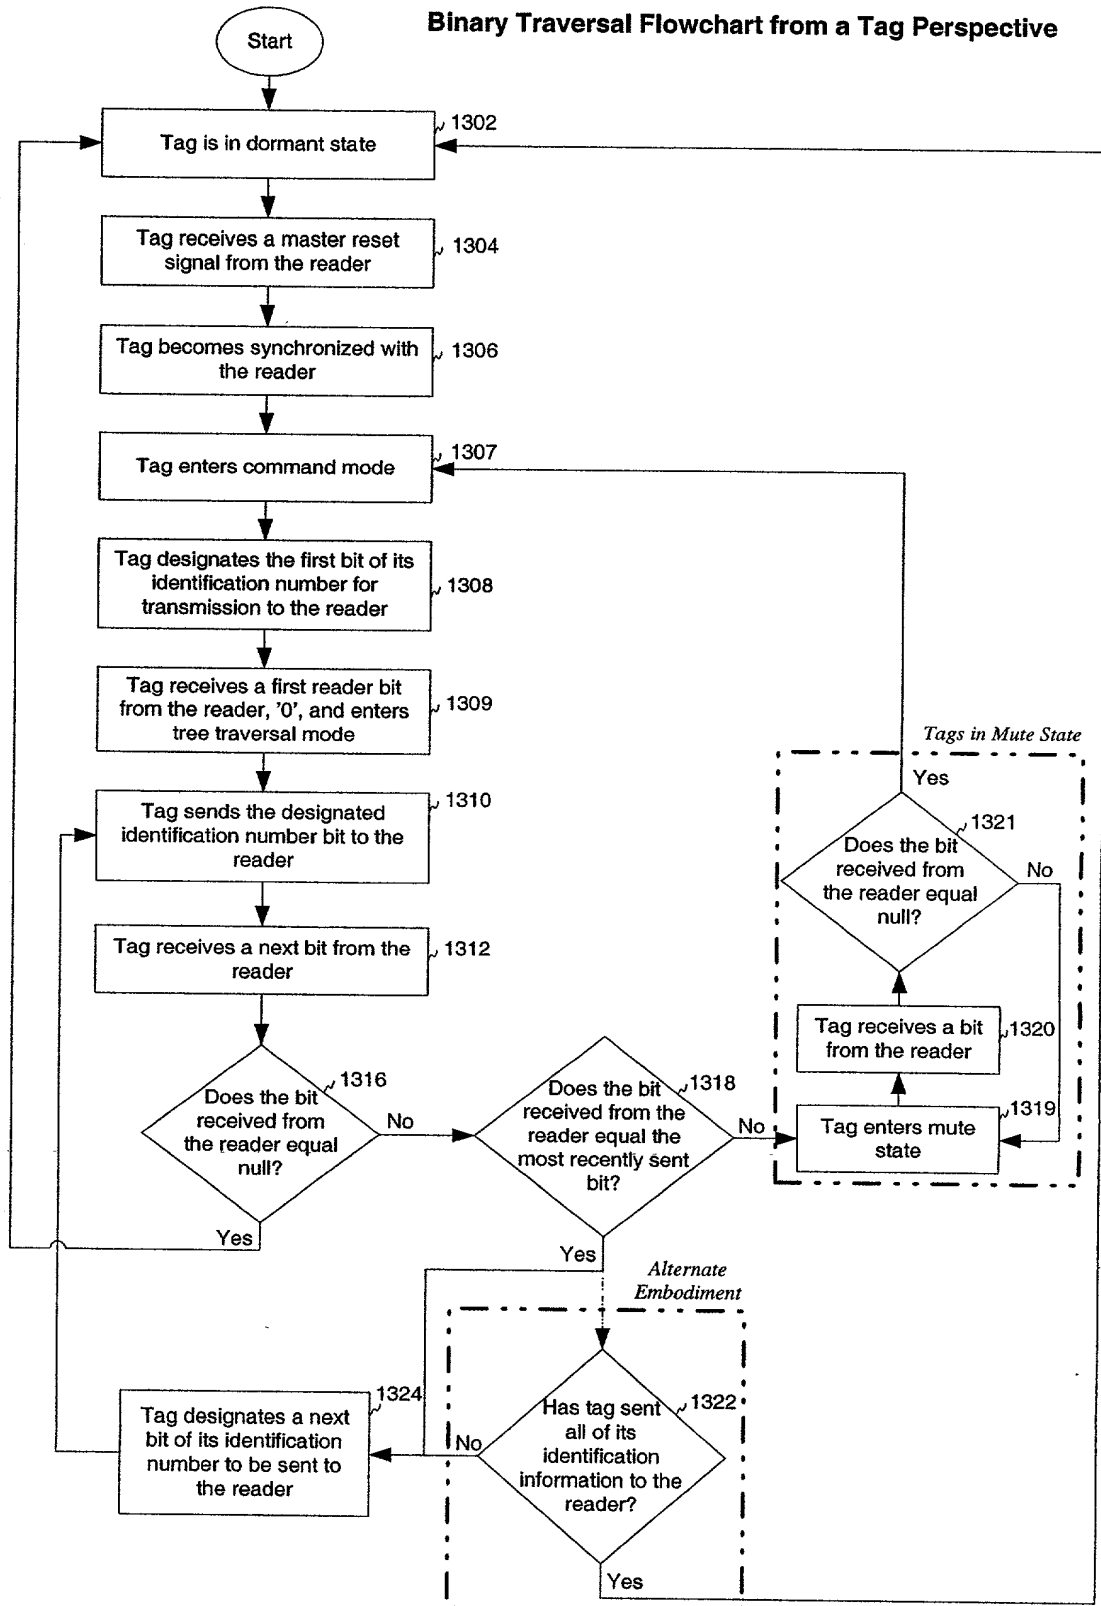 Binary Traversal Flowchart from a Tag Perspective
Start
1302
Tag is in dormant state
Tag receives a master reset
signal from the reader
1304
Tag becomes synchronized with
the reader
1306
1307
Tag enters command mode
Tag designates the first bit of its
identification number for
transmission to the reader
1308
Tag receives a first reader bit
from the reader, '0', and enters
tree traversal mode
1309
Tag sends the designated
identification number bit to the
reader
1310
Tag receives a next bit from the
reader
1312
Does the bit
received from
the reader equal
null?
1316
No
Yes
Does the bit
received from the
reader equal the
most recently sent
bit?
1318
No
Yes
Tags in Mute State
Yes
1321
Does the bit
received from
the reader equal
null?
No
Tag receives a bit
from the reader
1320
1319
Tag enters mute
state
Alternate
Embodiment
1324
Tag designates a next
bit of its identification
number to be sent to
the reader
No
1322
Has tag sent
all of its
identification
information to the
reader?
Yes